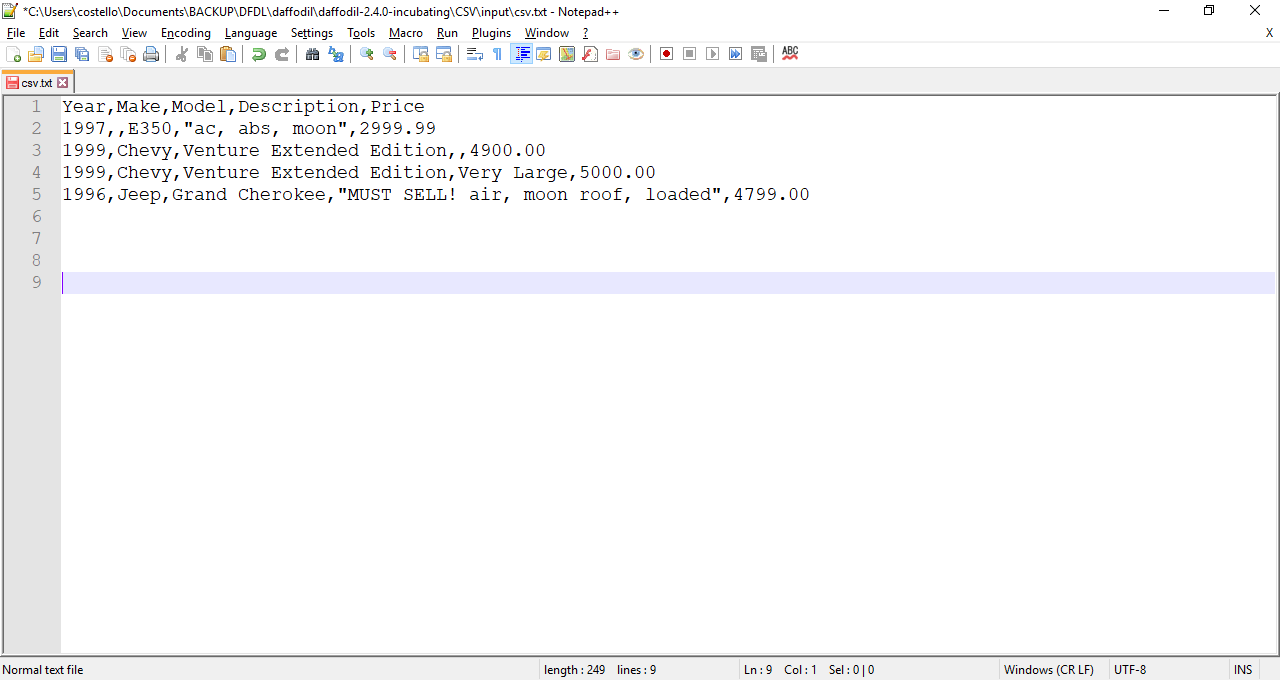 *C:\Users\costello\Documents\BACKUP\DFDL\daffodil\daffodil-2.4.0-incubating\CSV\input\csv.txt - Notepad++
File Edit Search View Encoding Language Settings Tools Macro Run Plugins Window ? X
ABC
csv.txt
1 Year,Make,Model,Description,Price
2 1997,,E350,"ac, abs, moon",2999.99
3 1999,Chevy,Venture Extended Edition,,4900.00
4 1999,Chevy,Venture Extended Edition,Very Large,5000.00
5 1996,Jeep,Grand Cherokee,"MUST SELL! air, moon roof, loaded",4799.00
6
7
8
9
Normal text file length : 249 lines : 9 Ln : 9 Col : 1 Sel : 0 | 0 Windows (CR LF) UTF-8 INS